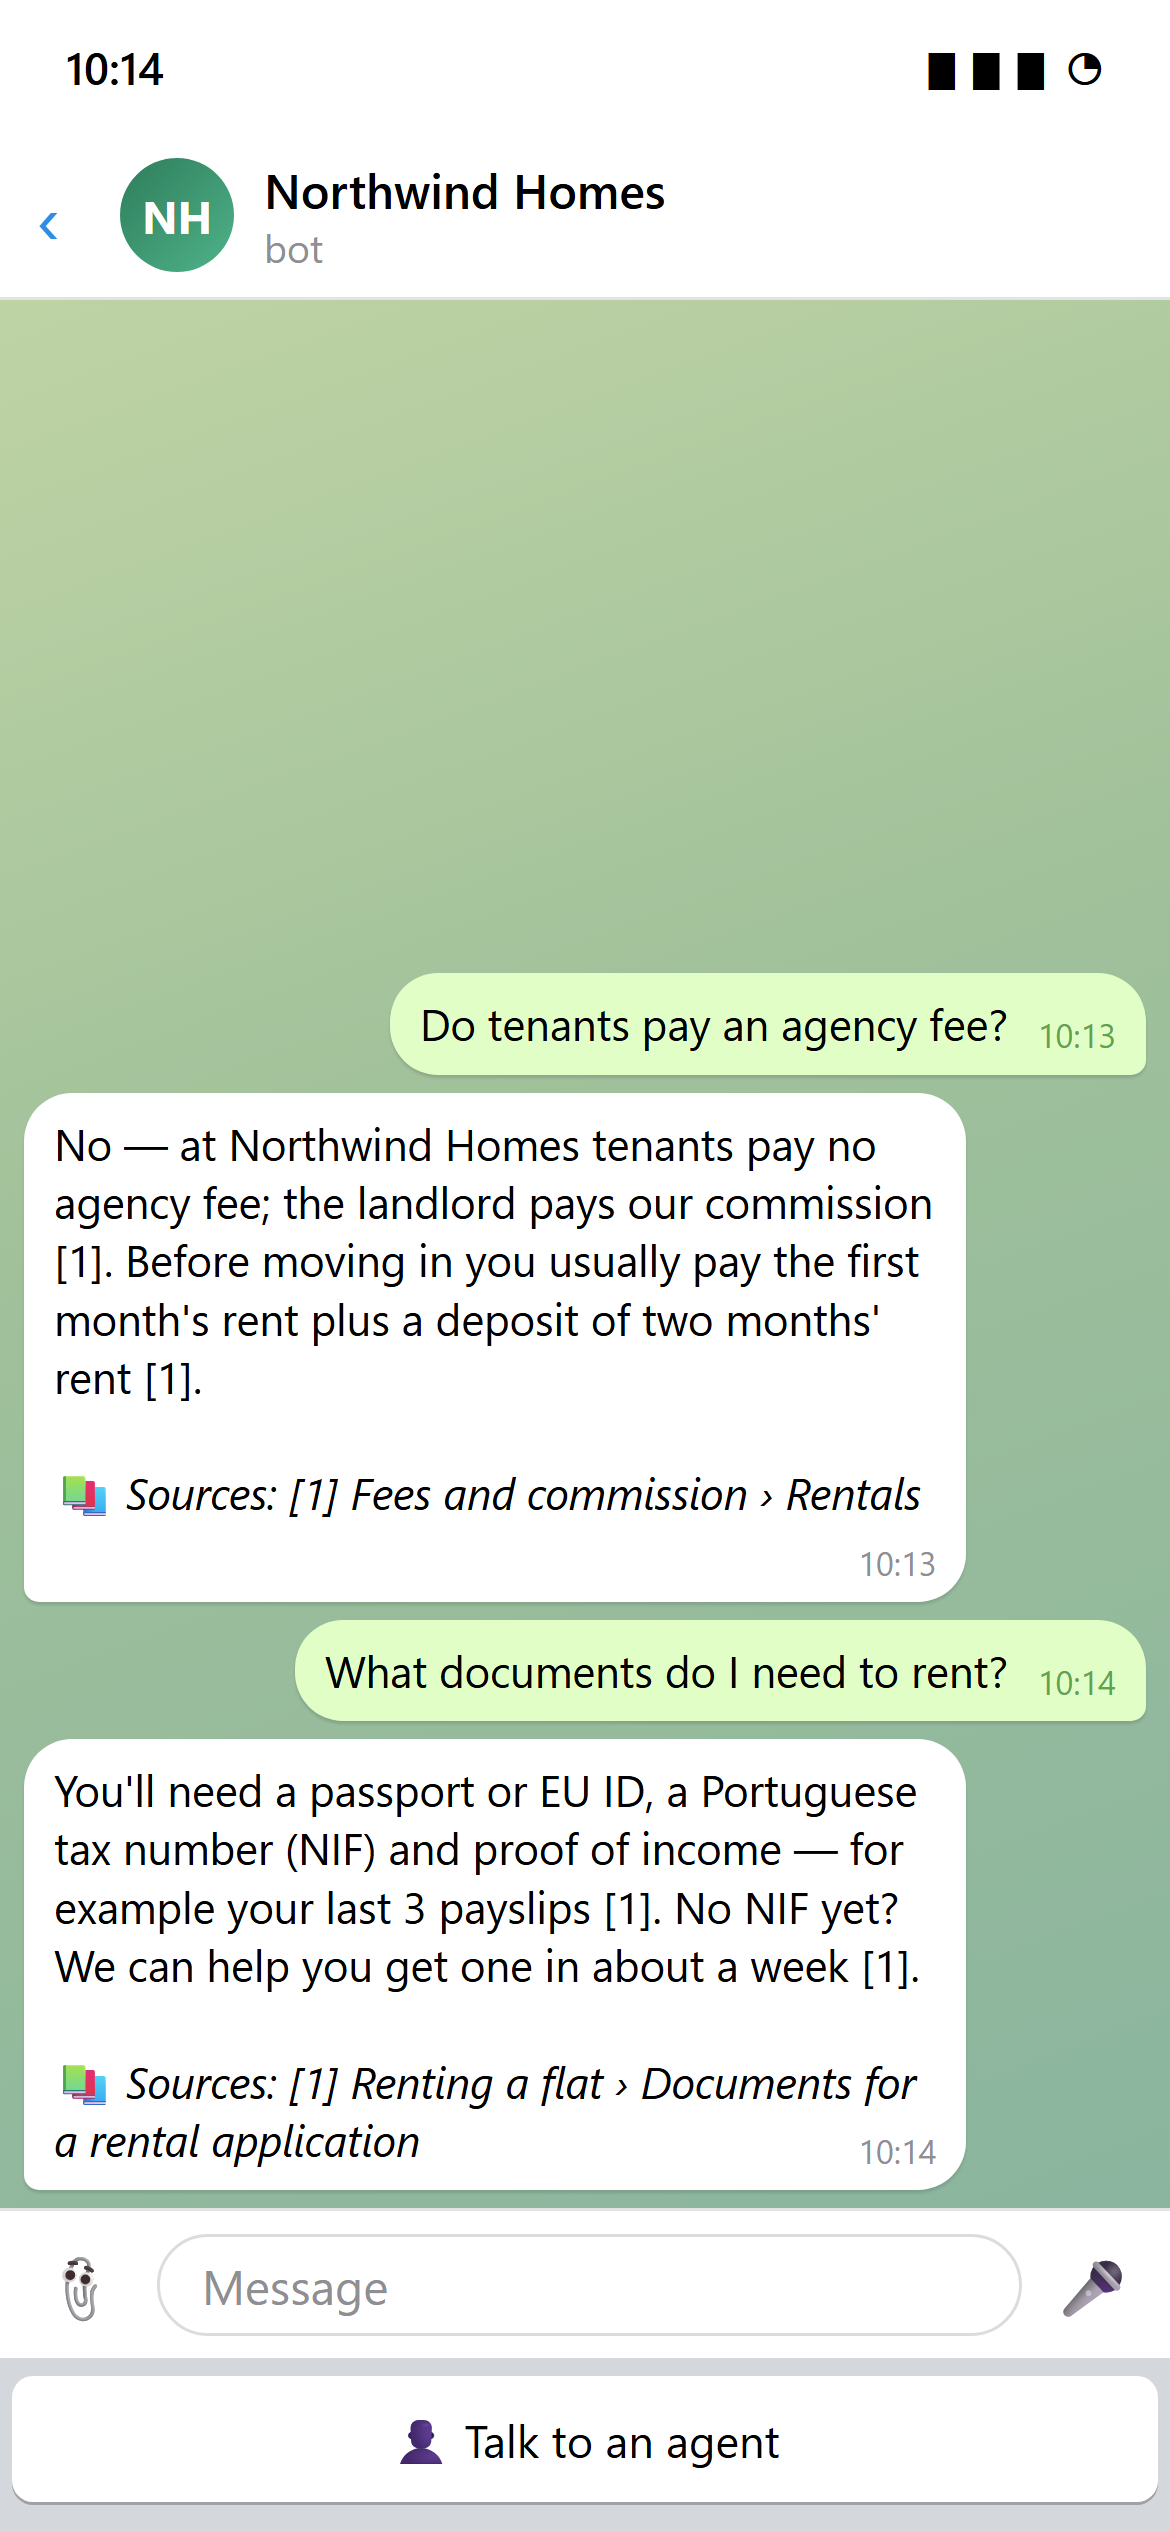 10:14
NH
Northwind Homes
bot
Do tenants pay an agency fee? 10:13
No — at Northwind Homes tenants pay no
agency fee; the landlord pays our commission
[1]. Before moving in you usually pay the first
month's rent plus a deposit of two months'
rent [1].
Sources: [1] Fees and commission › Rentals
10:13
What documents do I need to rent? 10:14
You'll need a passport or EU ID, a Portuguese
tax number (NIF) and proof of income — for
example your last 3 payslips [1]. No NIF yet?
We can help you get one in about a week [1].
Sources: [1] Renting a flat › Documents for
a rental application 10:14
Message
Talk to an agent